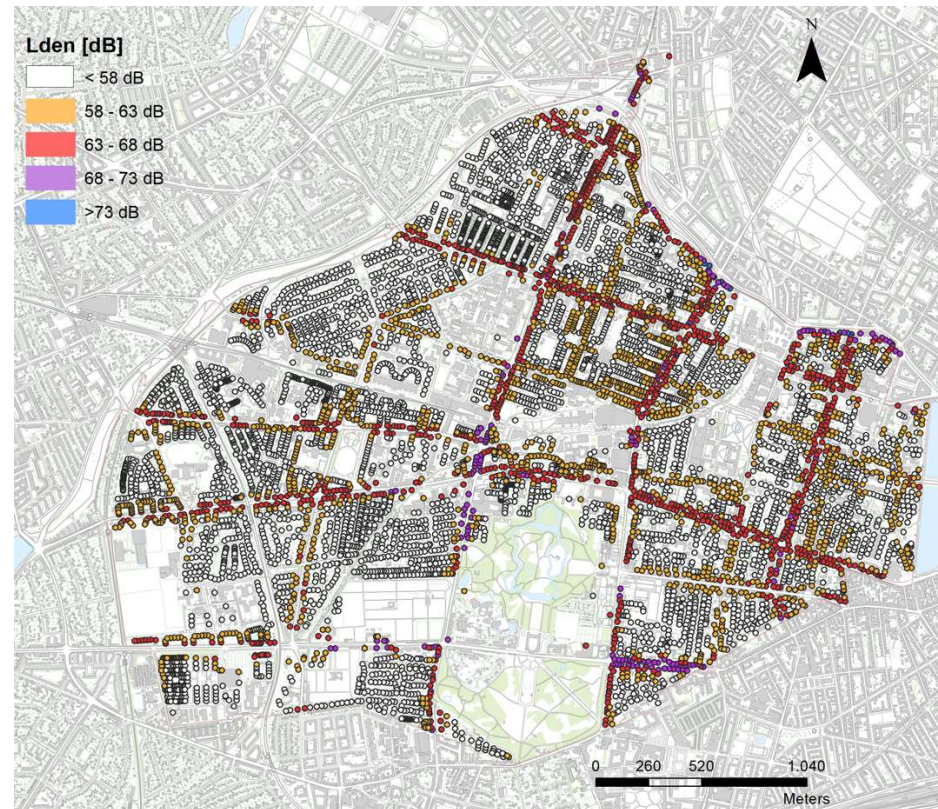 Lden [dB]
< 58 dB
58 - 63 dB
63 - 68 dB
68 - 73 dB
>73 dB
N
0 260 520 1.040
Meters